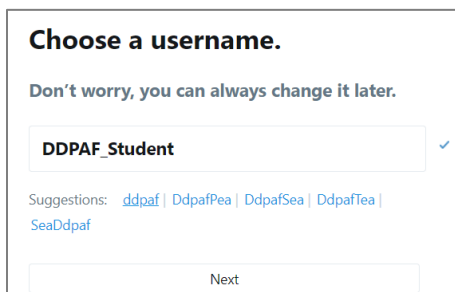 Choose a username.
Don’t worry, you can always change it later.
DDPAF_Student
Suggestions: ddpaf | DdpafPea | DdpafSea | DdpafTea |
SeaDdpaf
Next